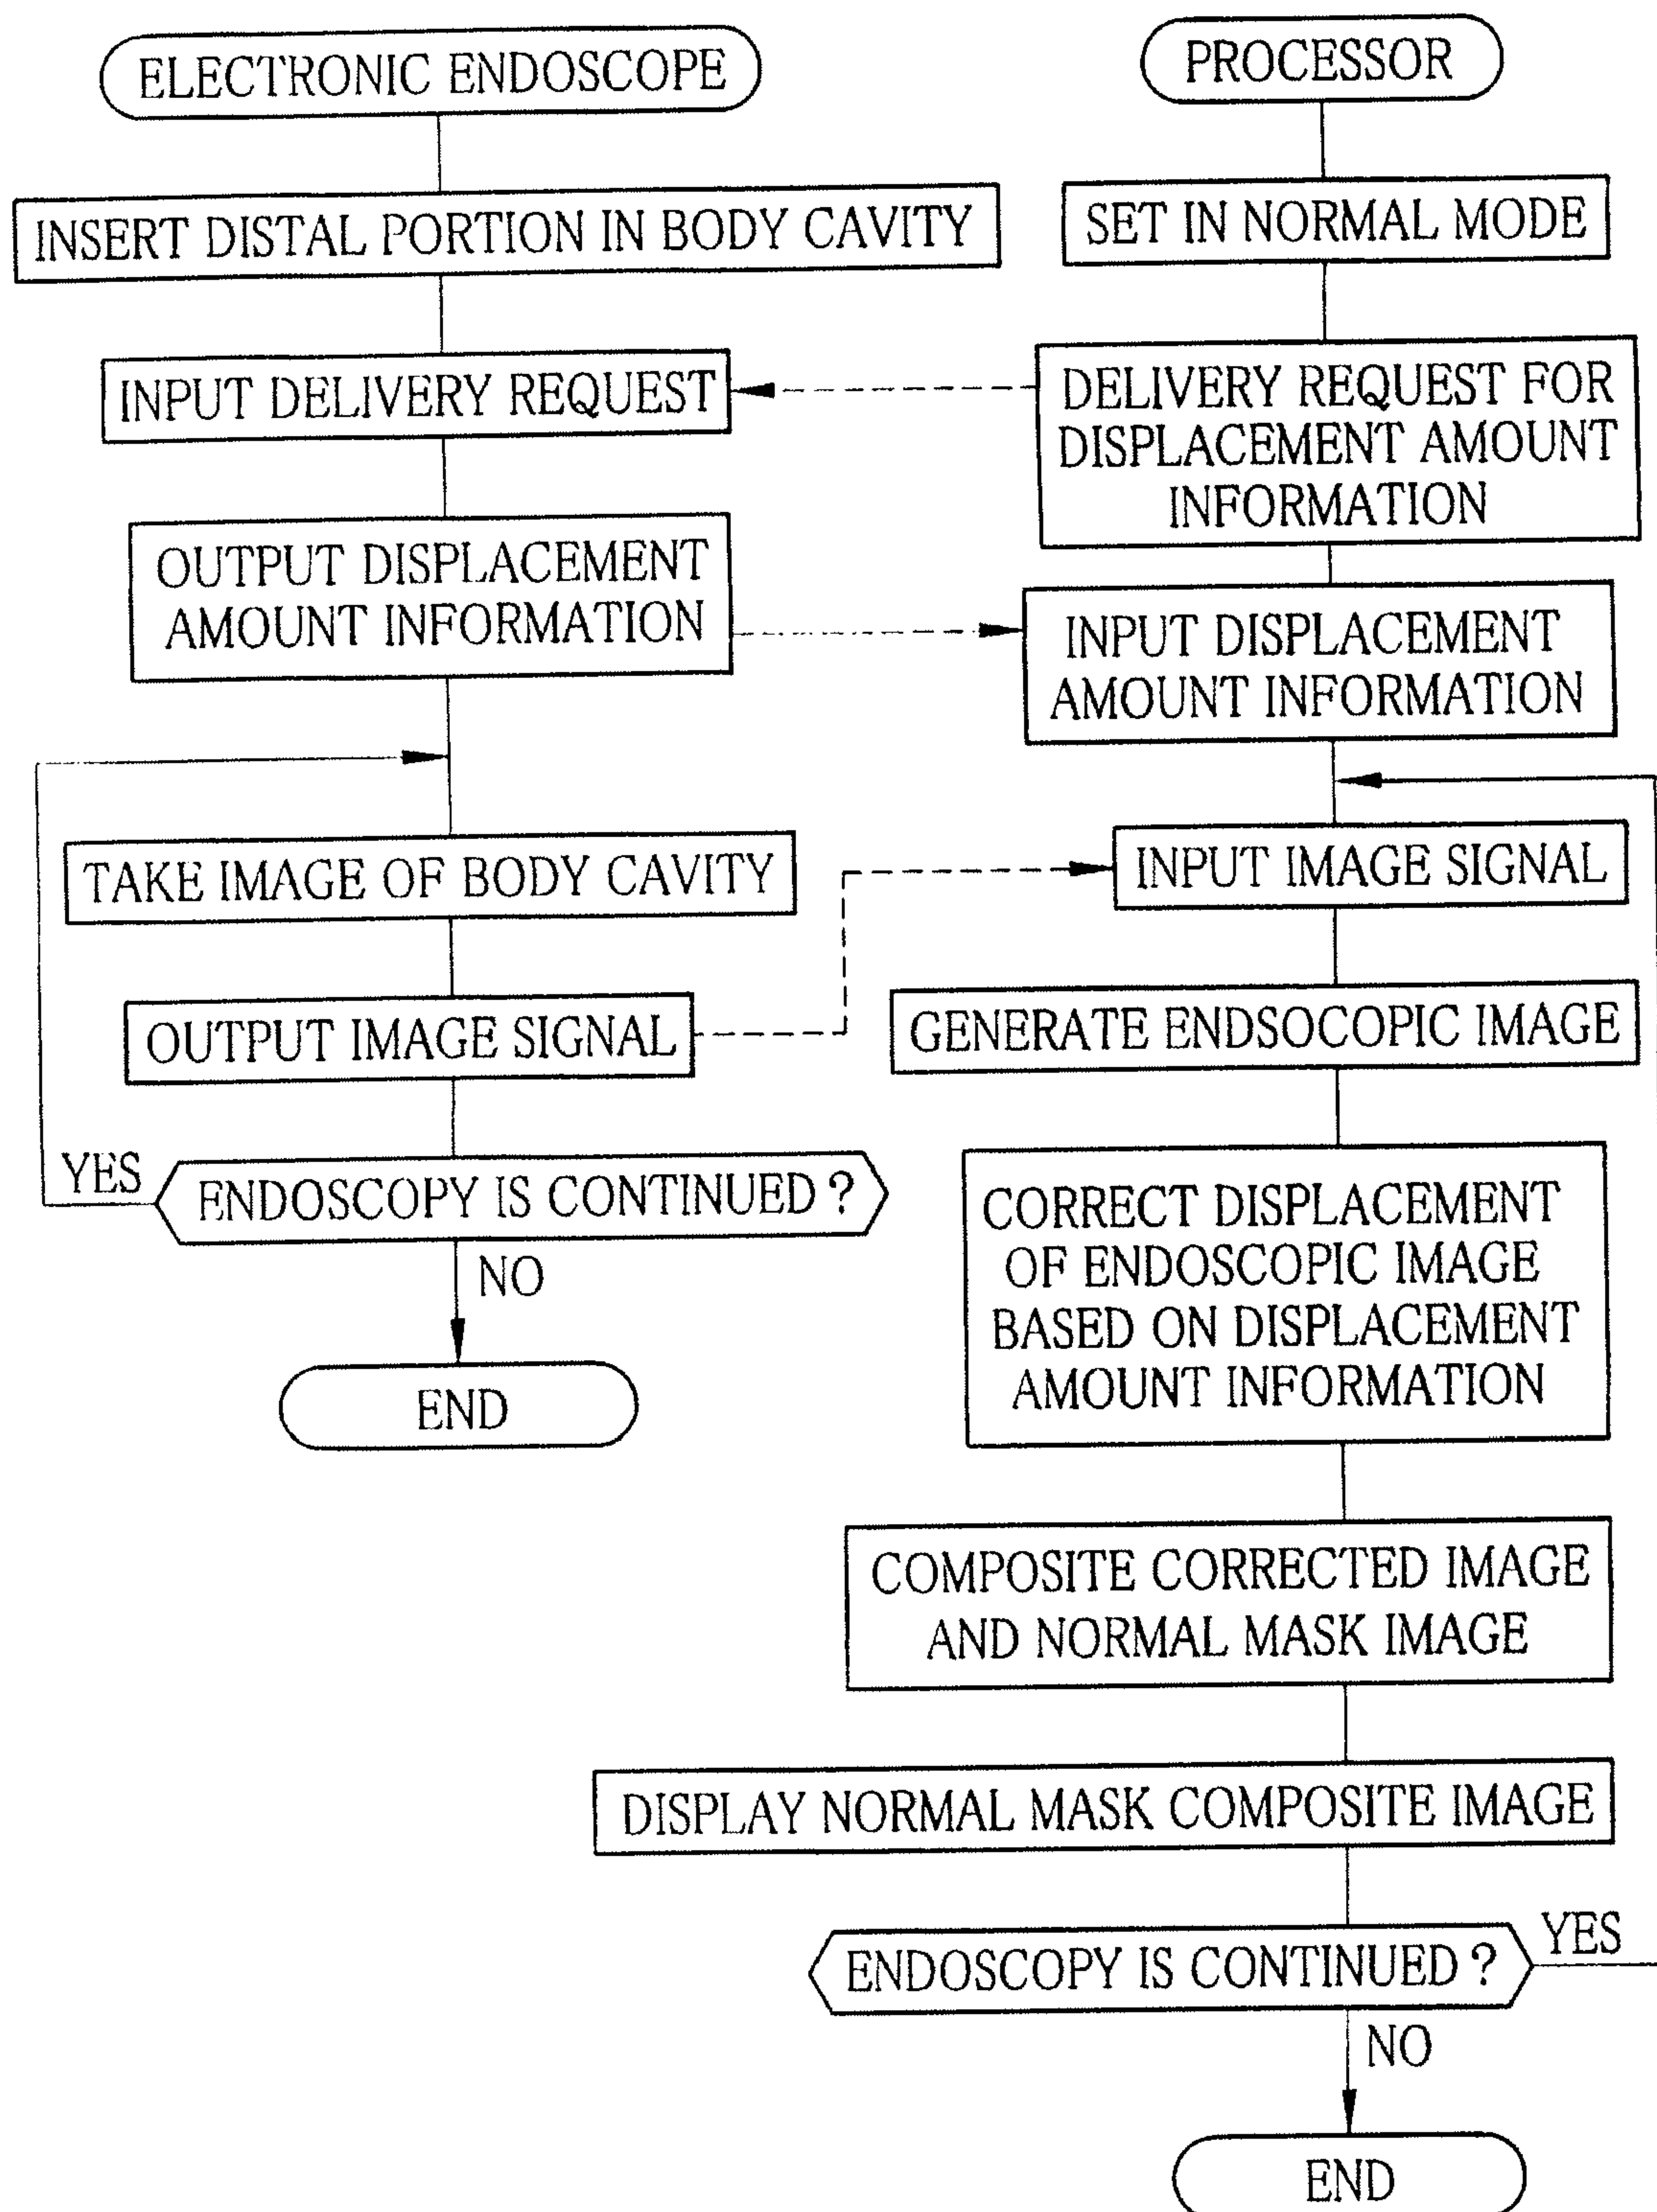 ELECTRONIC ENDOSCOPE
INSERT DISTAL PORTION IN BODY CAVITY
INPUT DELIVERY REQUEST
OUTPUT DISPLACEMENT
AMOUNT INFORMATION
TAKE IMAGE OF BODY CAVITY
OUTPUT IMAGE SIGNAL
YES
ENDOSCOPY IS CONTINUED ?
NO
END
PROCESSOR
SET IN NORMAL MODE
DELIVERY REQUEST FOR
DISPLACEMENT AMOUNT
INFORMATION
INPUT DISPLACEMENT
AMOUNT INFORMATION
INPUT IMAGE SIGNAL
GENERATE ENDSOCOPIC IMAGE
CORRECT DISPLACEMENT
OF ENDOSCOPIC IMAGE
BASED ON DISPLACEMENT
AMOUNT INFORMATION
COMPOSITE CORRECTED IMAGE
AND NORMAL MASK IMAGE
DISPLAY NORMAL MASK COMPOSITE IMAGE
ENDOSCOPY IS CONTINUED ?
YES
NO
END